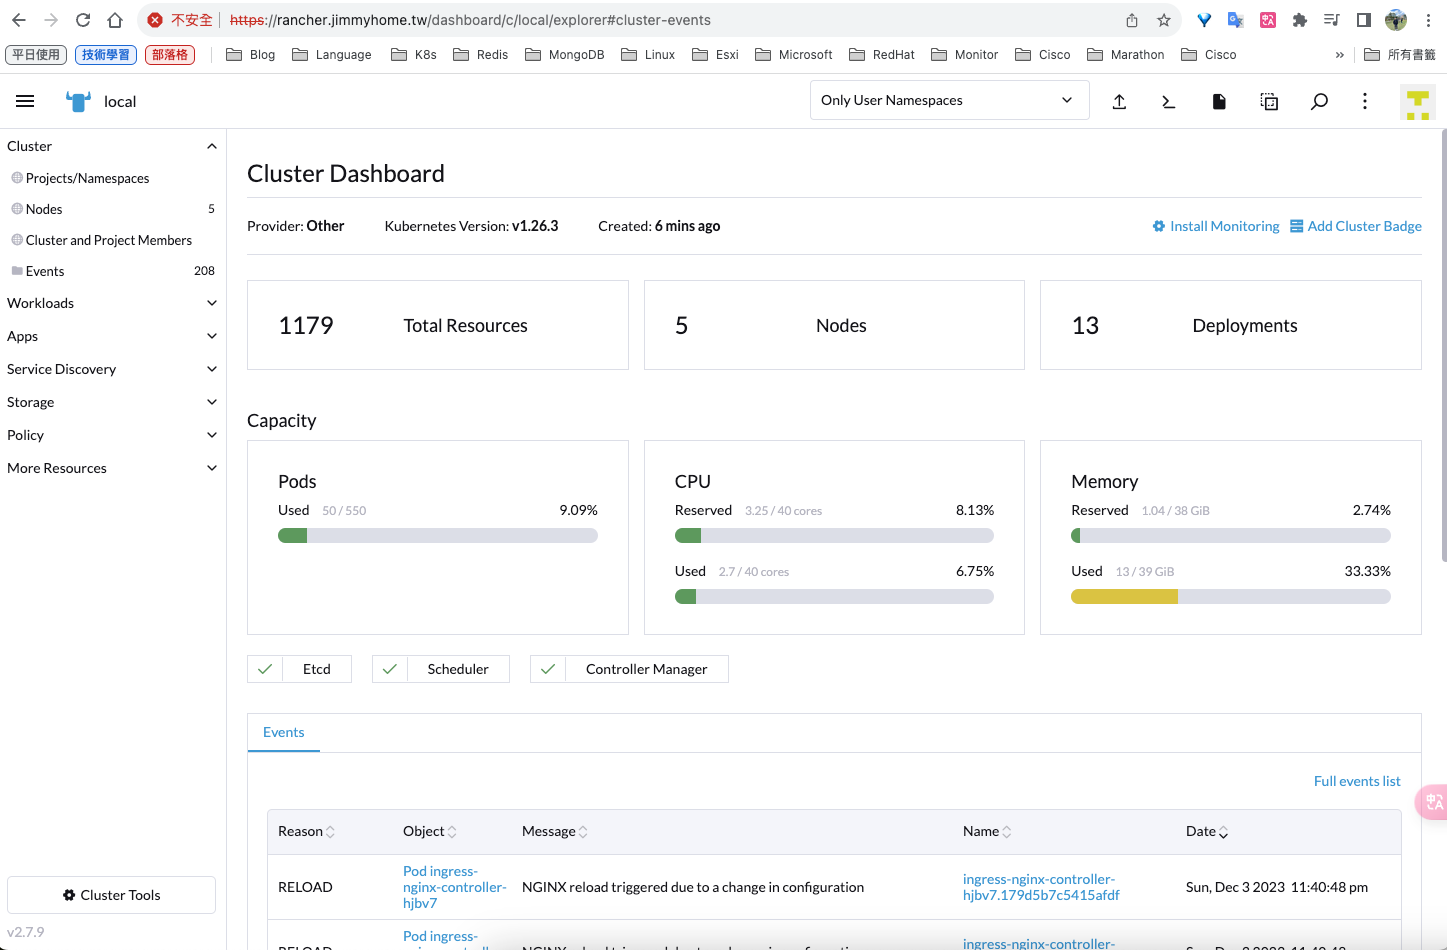 不安全 https://rancher.jimmyhome.tw/dashboard/c/local/explorer#cluster-events
平日使用 技術學習 部落格 Blog Language K8s Redis MongoDB Linux Esxi Microsoft RedHat Monitor Cisco Marathon Cisco » 所有書籤
local Only User Namespaces
Cluster
Projects/Namespaces
Nodes 5
Cluster and Project Members
Events 208
Workloads
Apps
Service Discovery
Storage
Policy
More Resources
Cluster Tools
v2.7.9
Cluster Dashboard
Provider: Other Kubernetes Version: v1.26.3 Created: 6 mins ago Install Monitoring Add Cluster Badge
1179 Total Resources 5 Nodes 13 Deployments
Capacity
Pods
Used 50 / 550 9.09%
CPU
Reserved 3.25 / 40 cores 8.13%
Used 2.7 / 40 cores 6.75%
Memory
Reserved 1.04 / 38 GiB 2.74%
Used 13 / 39 GiB 33.33%
Etcd Scheduler Controller Manager
Events
Full events list
Reason Object Message Name Date
RELOAD
Pod ingress-
nginx-controller-
hjbv7
NGINX reload triggered due to a change in configuration
ingress-nginx-controller-
hjbv7.179d5b7c5415afdf
Sun, Dec 3 2023 11:40:48 pm
Pod ingress-
ingress-nginx-controller-
RELOAD